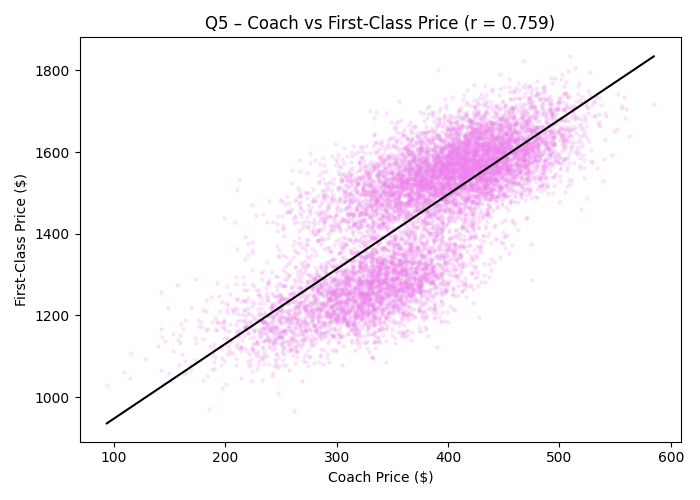 Q5 – Coach vs First-Class Price (r = 0.759)
First-Class Price ($)
1800
1600
1400
1200
1000
100 200 300 400 500 600
Coach Price ($)